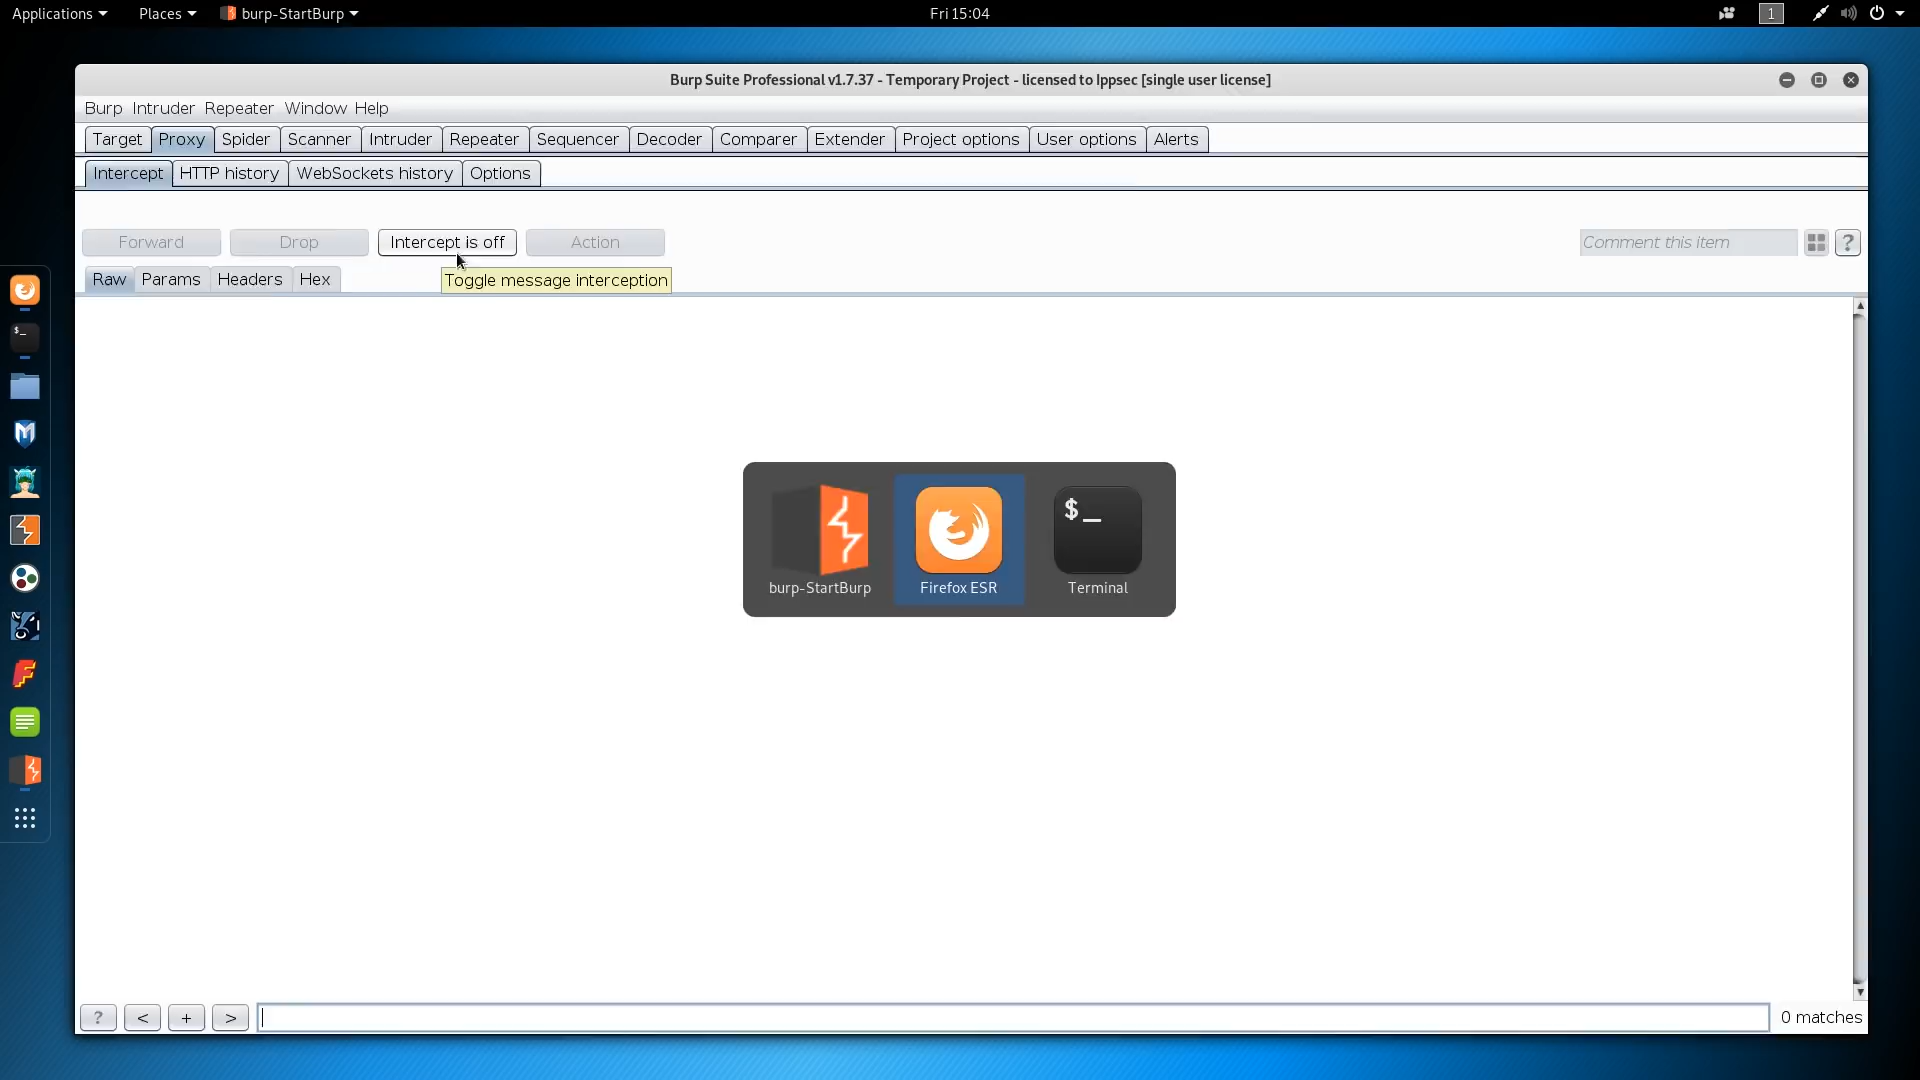 Applications Places burp-StartBurp Fri 15:04 1
Burp Suite Professional v1.7.37 - Temporary Project - licensed to Ippsec [single user license]
Burp Intruder Repeater Window Help
Target Proxy Spider Scanner Intruder Repeater Sequencer Decoder Comparer Extender Project options User options Alerts
Intercept HTTP history WebSockets history Options
Forward Drop Intercept is off Action Comment this item ?
Raw Params Headers Hex Toggle message interception
$_
burp-StartBurp Firefox ESR Terminal
? < + > 0 matches